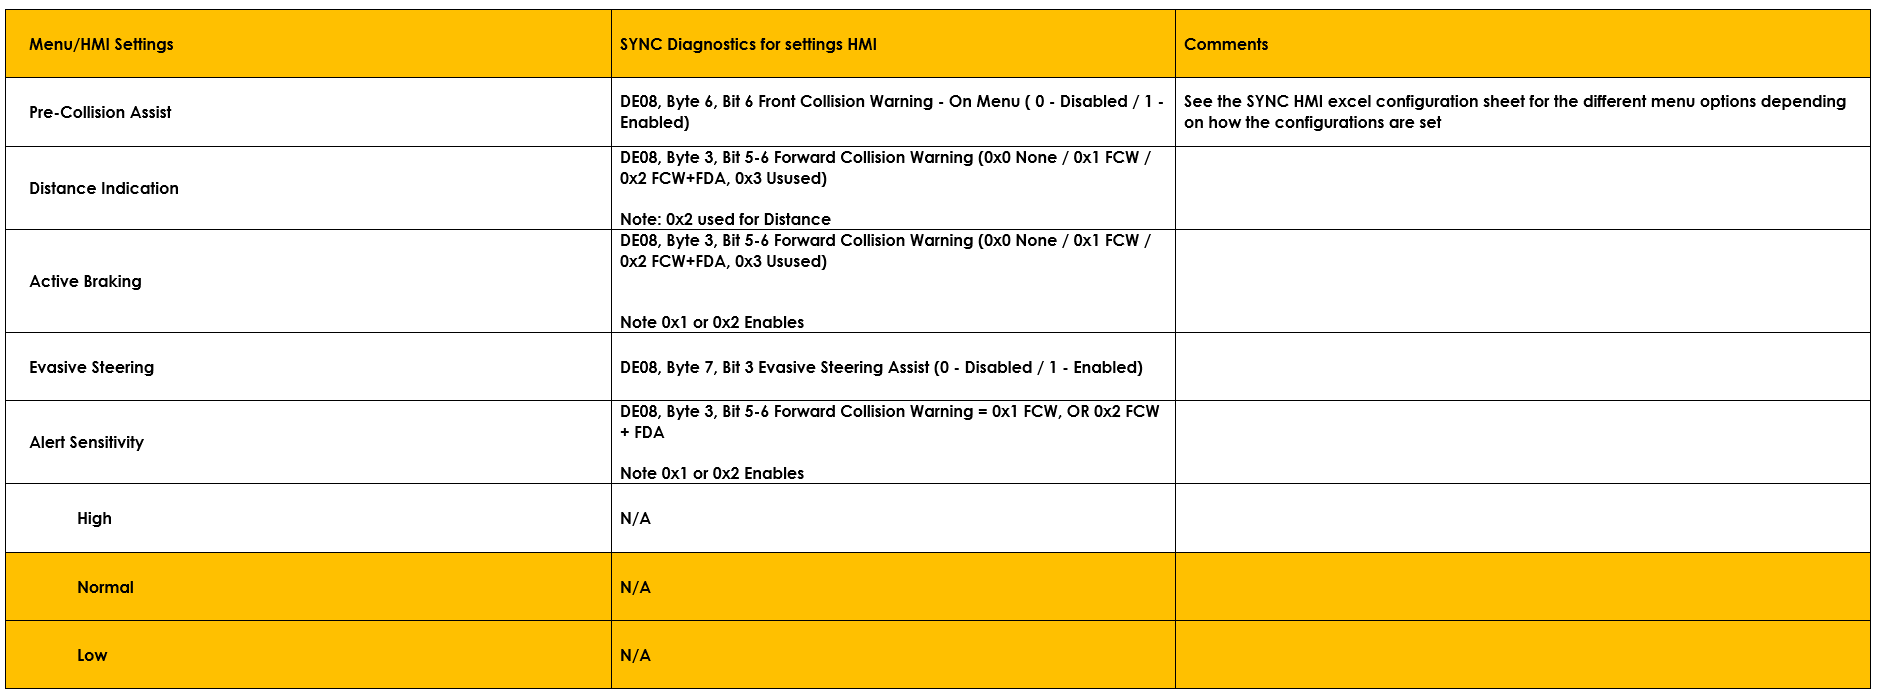 Menu/HMI Settings
SYNC Diagnostics for settings HMI
Comments
Pre-Collision Assist
DE08, Byte 6, Bit 6 Front Collision Warning - On Menu ( 0 - Disabled / 1 -
Enabled)
See the SYNC HMI excel configuration sheet for the different menu options depending
on how the configurations are set
Distance Indication
DE08, Byte 3, Bit 5-6 Forward Collision Warning (0x0 None / 0x1 FCW /
0x2 FCW+FDA, 0x3 Usused)
Note: 0x2 used for Distance
Active Braking
DE08, Byte 3, Bit 5-6 Forward Collision Warning (0x0 None / 0x1 FCW /
0x2 FCW+FDA, 0x3 Usused)
Note 0x1 or 0x2 Enables
Evasive Steering
DE08, Byte 7, Bit 3 Evasive Steering Assist (0 - Disabled / 1 - Enabled)
Alert Sensitivity
DE08, Byte 3, Bit 5-6 Forward Collision Warning = 0x1 FCW, OR 0x2 FCW
+ FDA
Note 0x1 or 0x2 Enables
High
N/A
Normal
N/A
Low
N/A